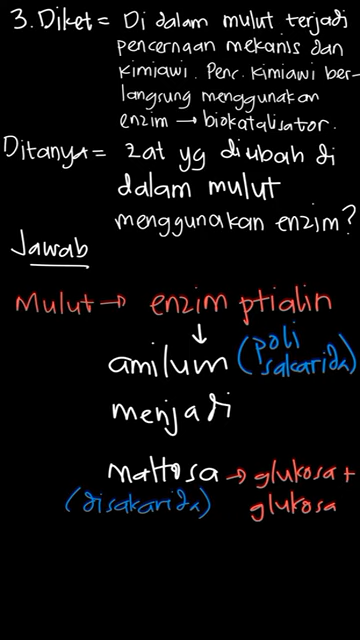 3. Diket = Di dalam mulut terjadi
pencernaan mekanis dan
kimiawi. Penc. kimiawi ber-
langsung menggunakan
enzim → biokatalisator.
Ditanya = zat yg diubah di
dalam mulut
menggunakan enzim?
Jawab
Mulut → enzim ptialin
↓
amilum (poli
sakarida)
menjadi
maltosa → glukosa +
(disakarida) glukosa